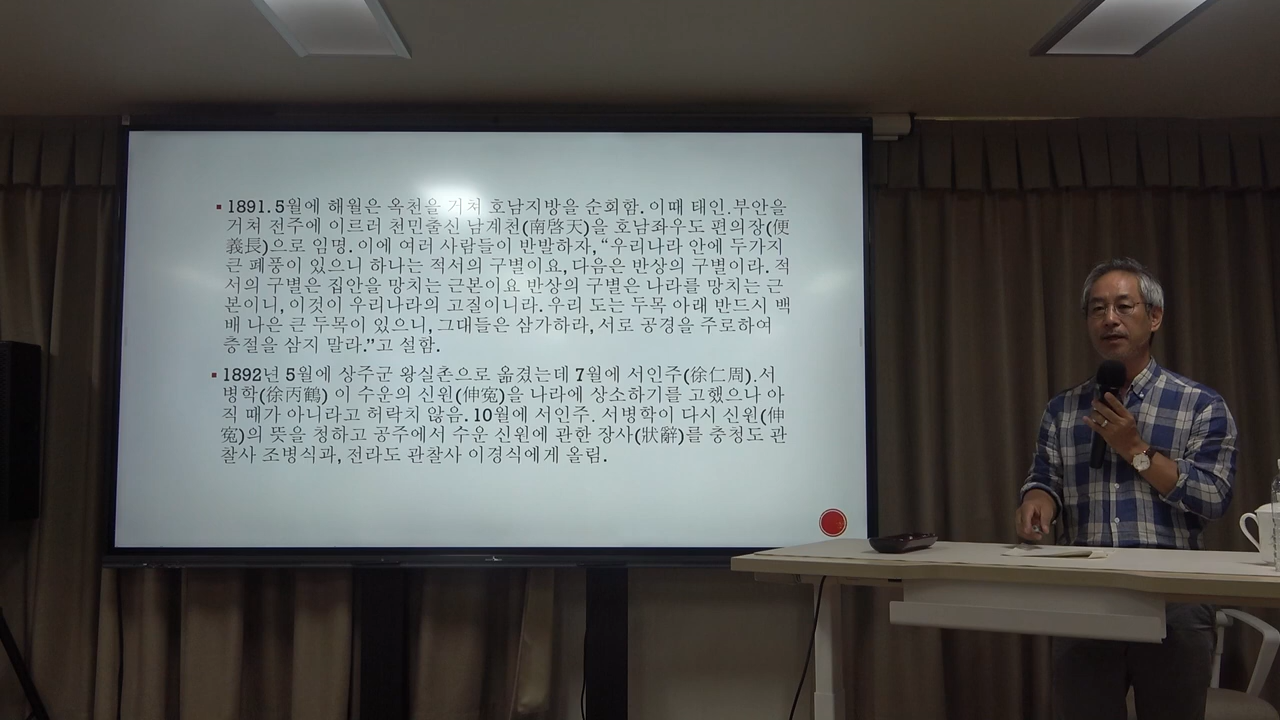 ▪ 1891. 5월에 해월은 옥천을 거쳐 호남지방을 순회함. 이때 태인. 부안을
거쳐 전주에 이르러 천민출신 남계천(南啓天)을 호남좌우도 편의장(便
義長)으로 임명. 이에 여러 사람들이 반발하자, “우리나라 안에 두가지
큰 폐풍이 있으니 하나는 적서의 구별이요, 다음은 반상의 구별이라. 적
서의 구별은 집안을 망치는 근본이요 반상의 구별은 나라를 망치는 근
본이니, 이것이 우리나라의 고질이니라. 우리 도는 두목 아래 반드시 백
배 나은 큰 두목이 있으니, 그대들은 삼가하라, 서로 공경을 주로하여
층절을 삼지 말라.”고 설함.
▪ 1892년 5월에 상주군 왕실촌으로 옮겼는데 7월에 서인주(徐仁周). 서
병학(徐丙鶴) 이 수운의 신원(伸冤)을 나라에 상소하기를 고했으나 아
직 때가 아니라고 허락치 않음. 10월에 서인주. 서병학이 다시 신원(伸
冤)의 뜻을 청하고 공주에서 수운 신원에 관한 장사(狀辭)를 충청도 관
찰사 조병식과, 전라도 관찰사 이경식에게 올림.